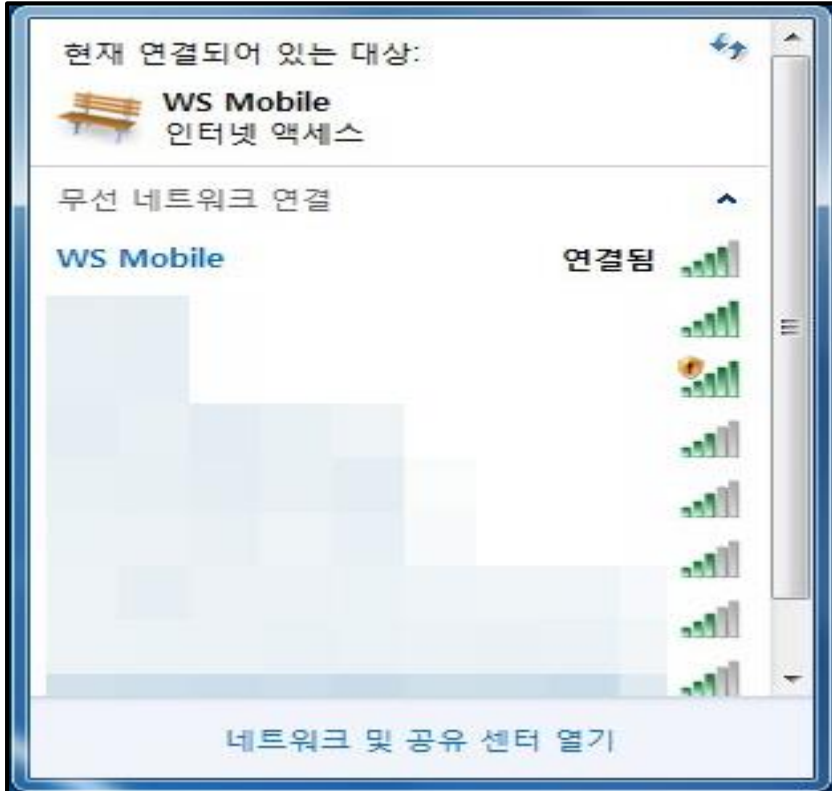 현재 연결되어 있는 대상:
WS Mobile
인터넷 액세스
무선 네트워크 연결
WS Mobile 연결됨
네트워크 및 공유 센터 열기